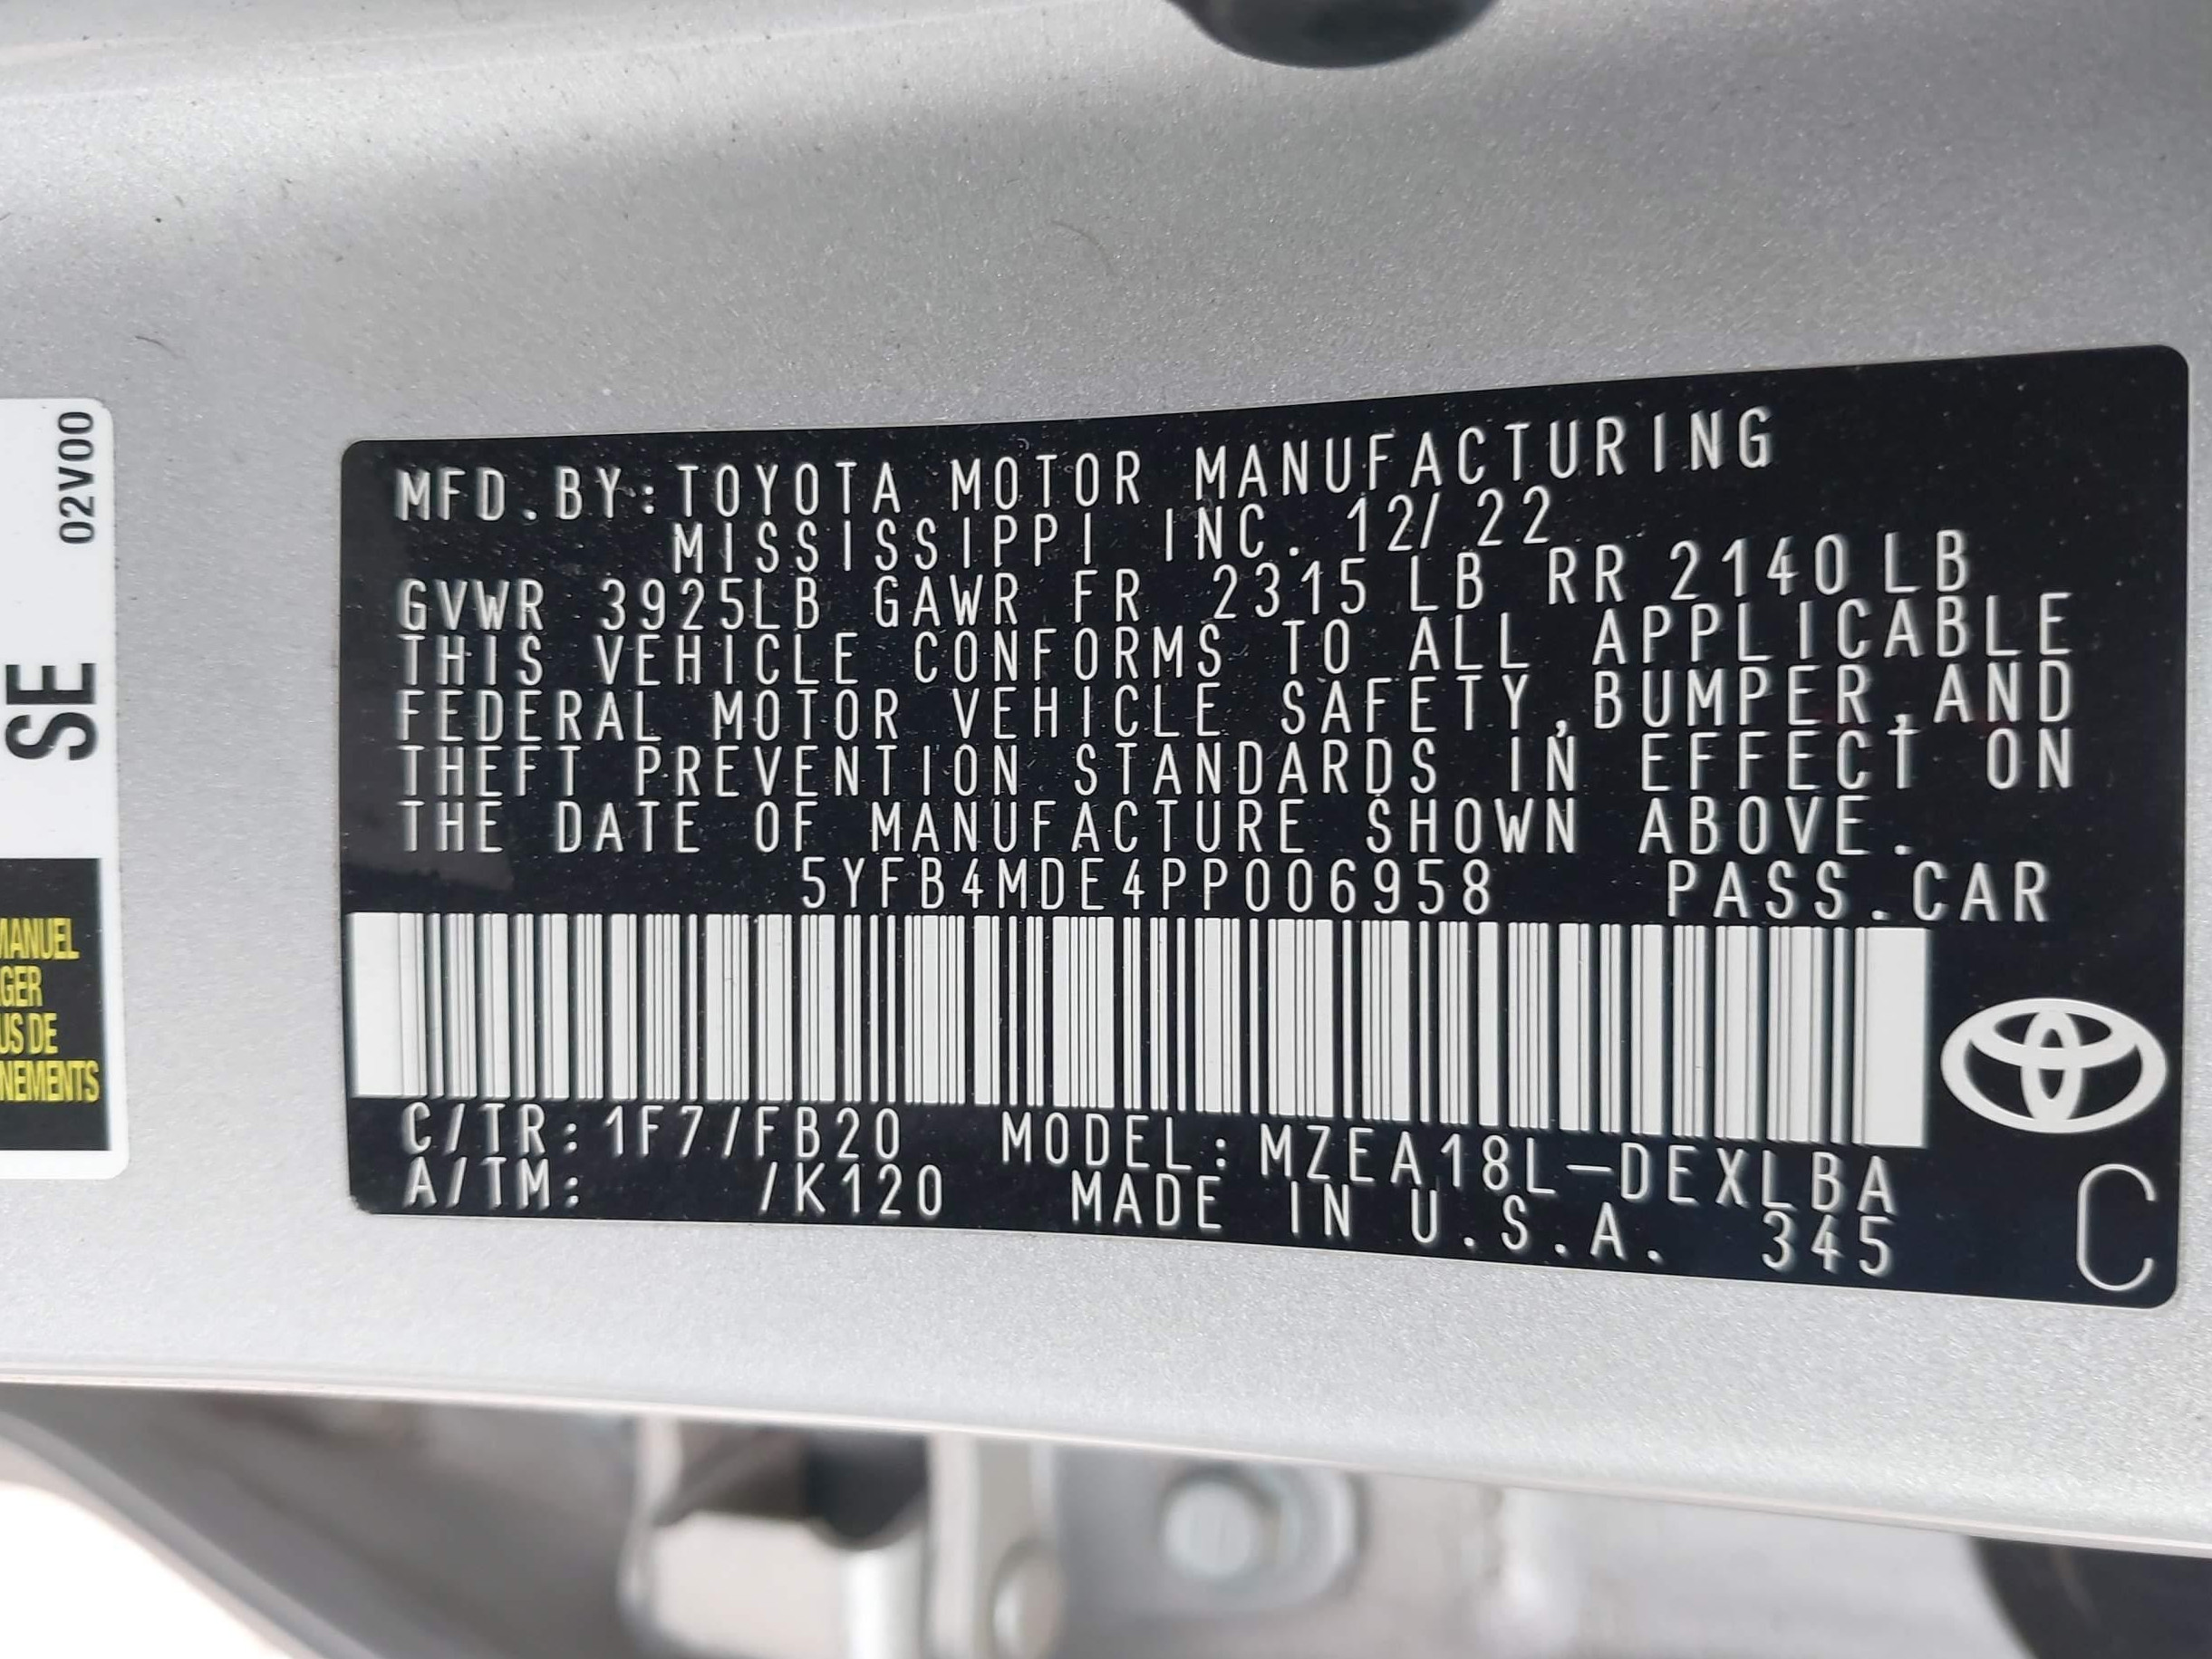 MFD.BY:TOYOTA MOTOR MANUFACTURING
MISSISSIPPI INC. 12/22
GVWR 3925LB GAWR FR 2315 LB RR 2140 LB
THIS VEHICLE CONFORMS TO ALL APPLICABLE
FEDERAL MOTOR VEHICLE SAFETY,BUMPER,AND
THEFT PREVENTION STANDARDS IN EFFECT ON
THE DATE OF MANUFACTURE SHOWN ABOVE.
5YFB4MDE4PP006958 PASS.CAR
C/TR:1F7/FB20 MODEL:MZEA18L-DEXLBA
A/TM: /K120 MADE IN U.S.A. 345
C
02V00
SE
MANUEL
GER
US DE
NEMENTS